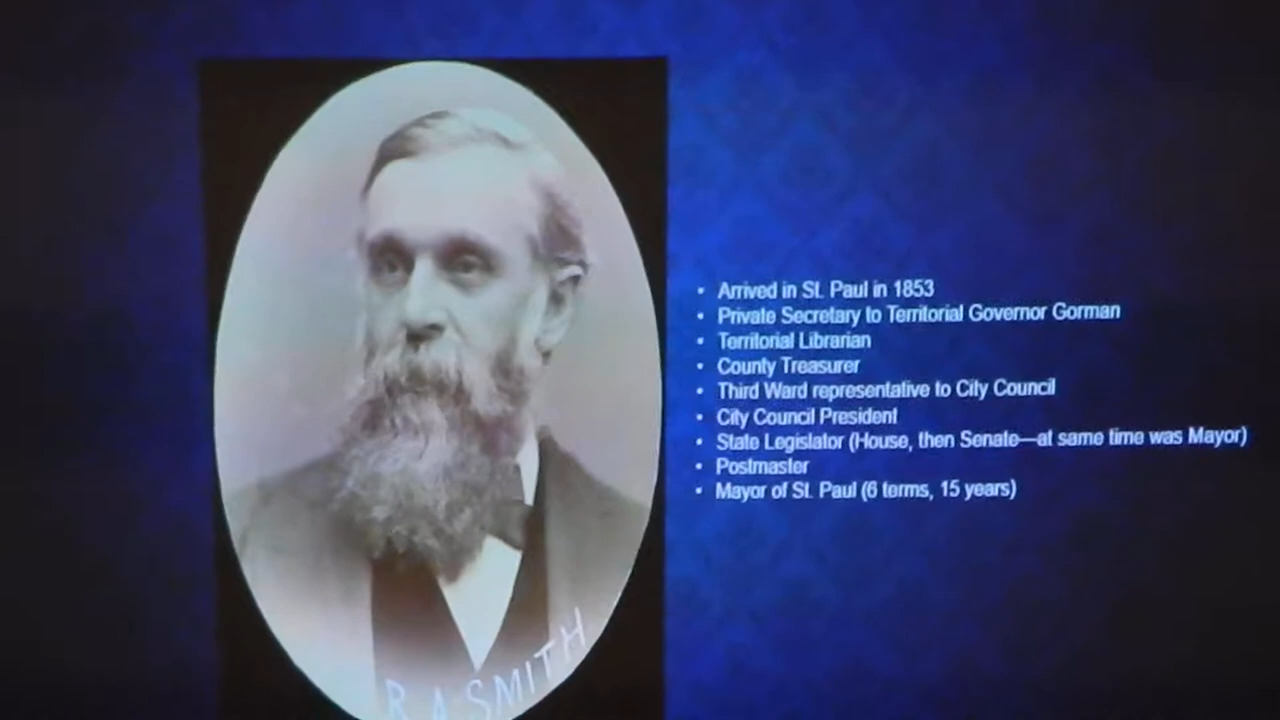 • Arrived in St. Paul in 1853
• Private Secretary to Territorial Governor Gorman
• Territorial Librarian
• County Treasurer
• Third Ward representative to City Council
• City Council President
• State Legislator (House, then Senate—at same time was Mayor)
• Postmaster
• Mayor of St. Paul (6 terms, 15 years)
R A SMITH